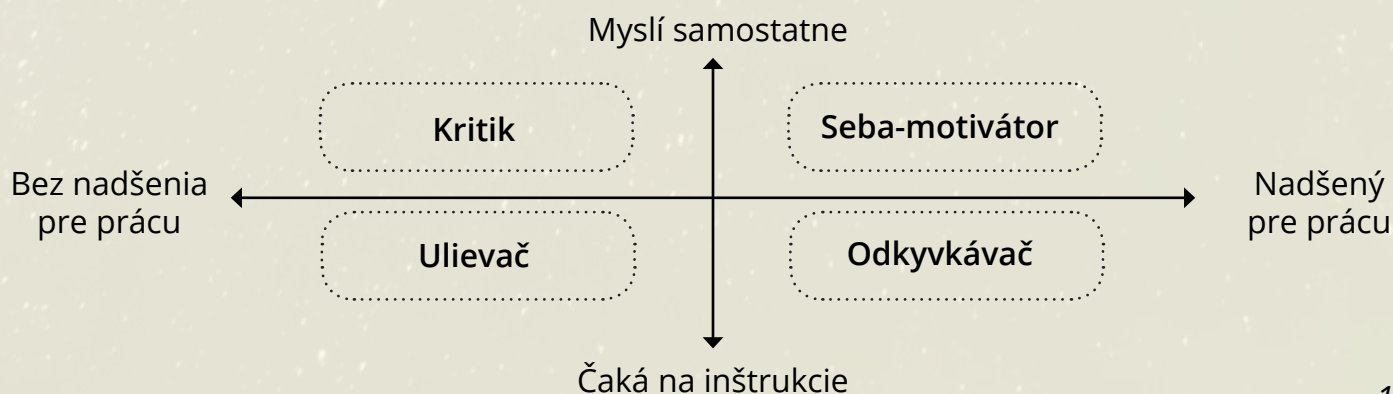 Myslí samostatne
Kritik
Seba-motivátor
Bez nadšenia
pre prácu
Nadšený
pre prácu
Ulievač
Odkyvkávač
Čaká na inštrukcie